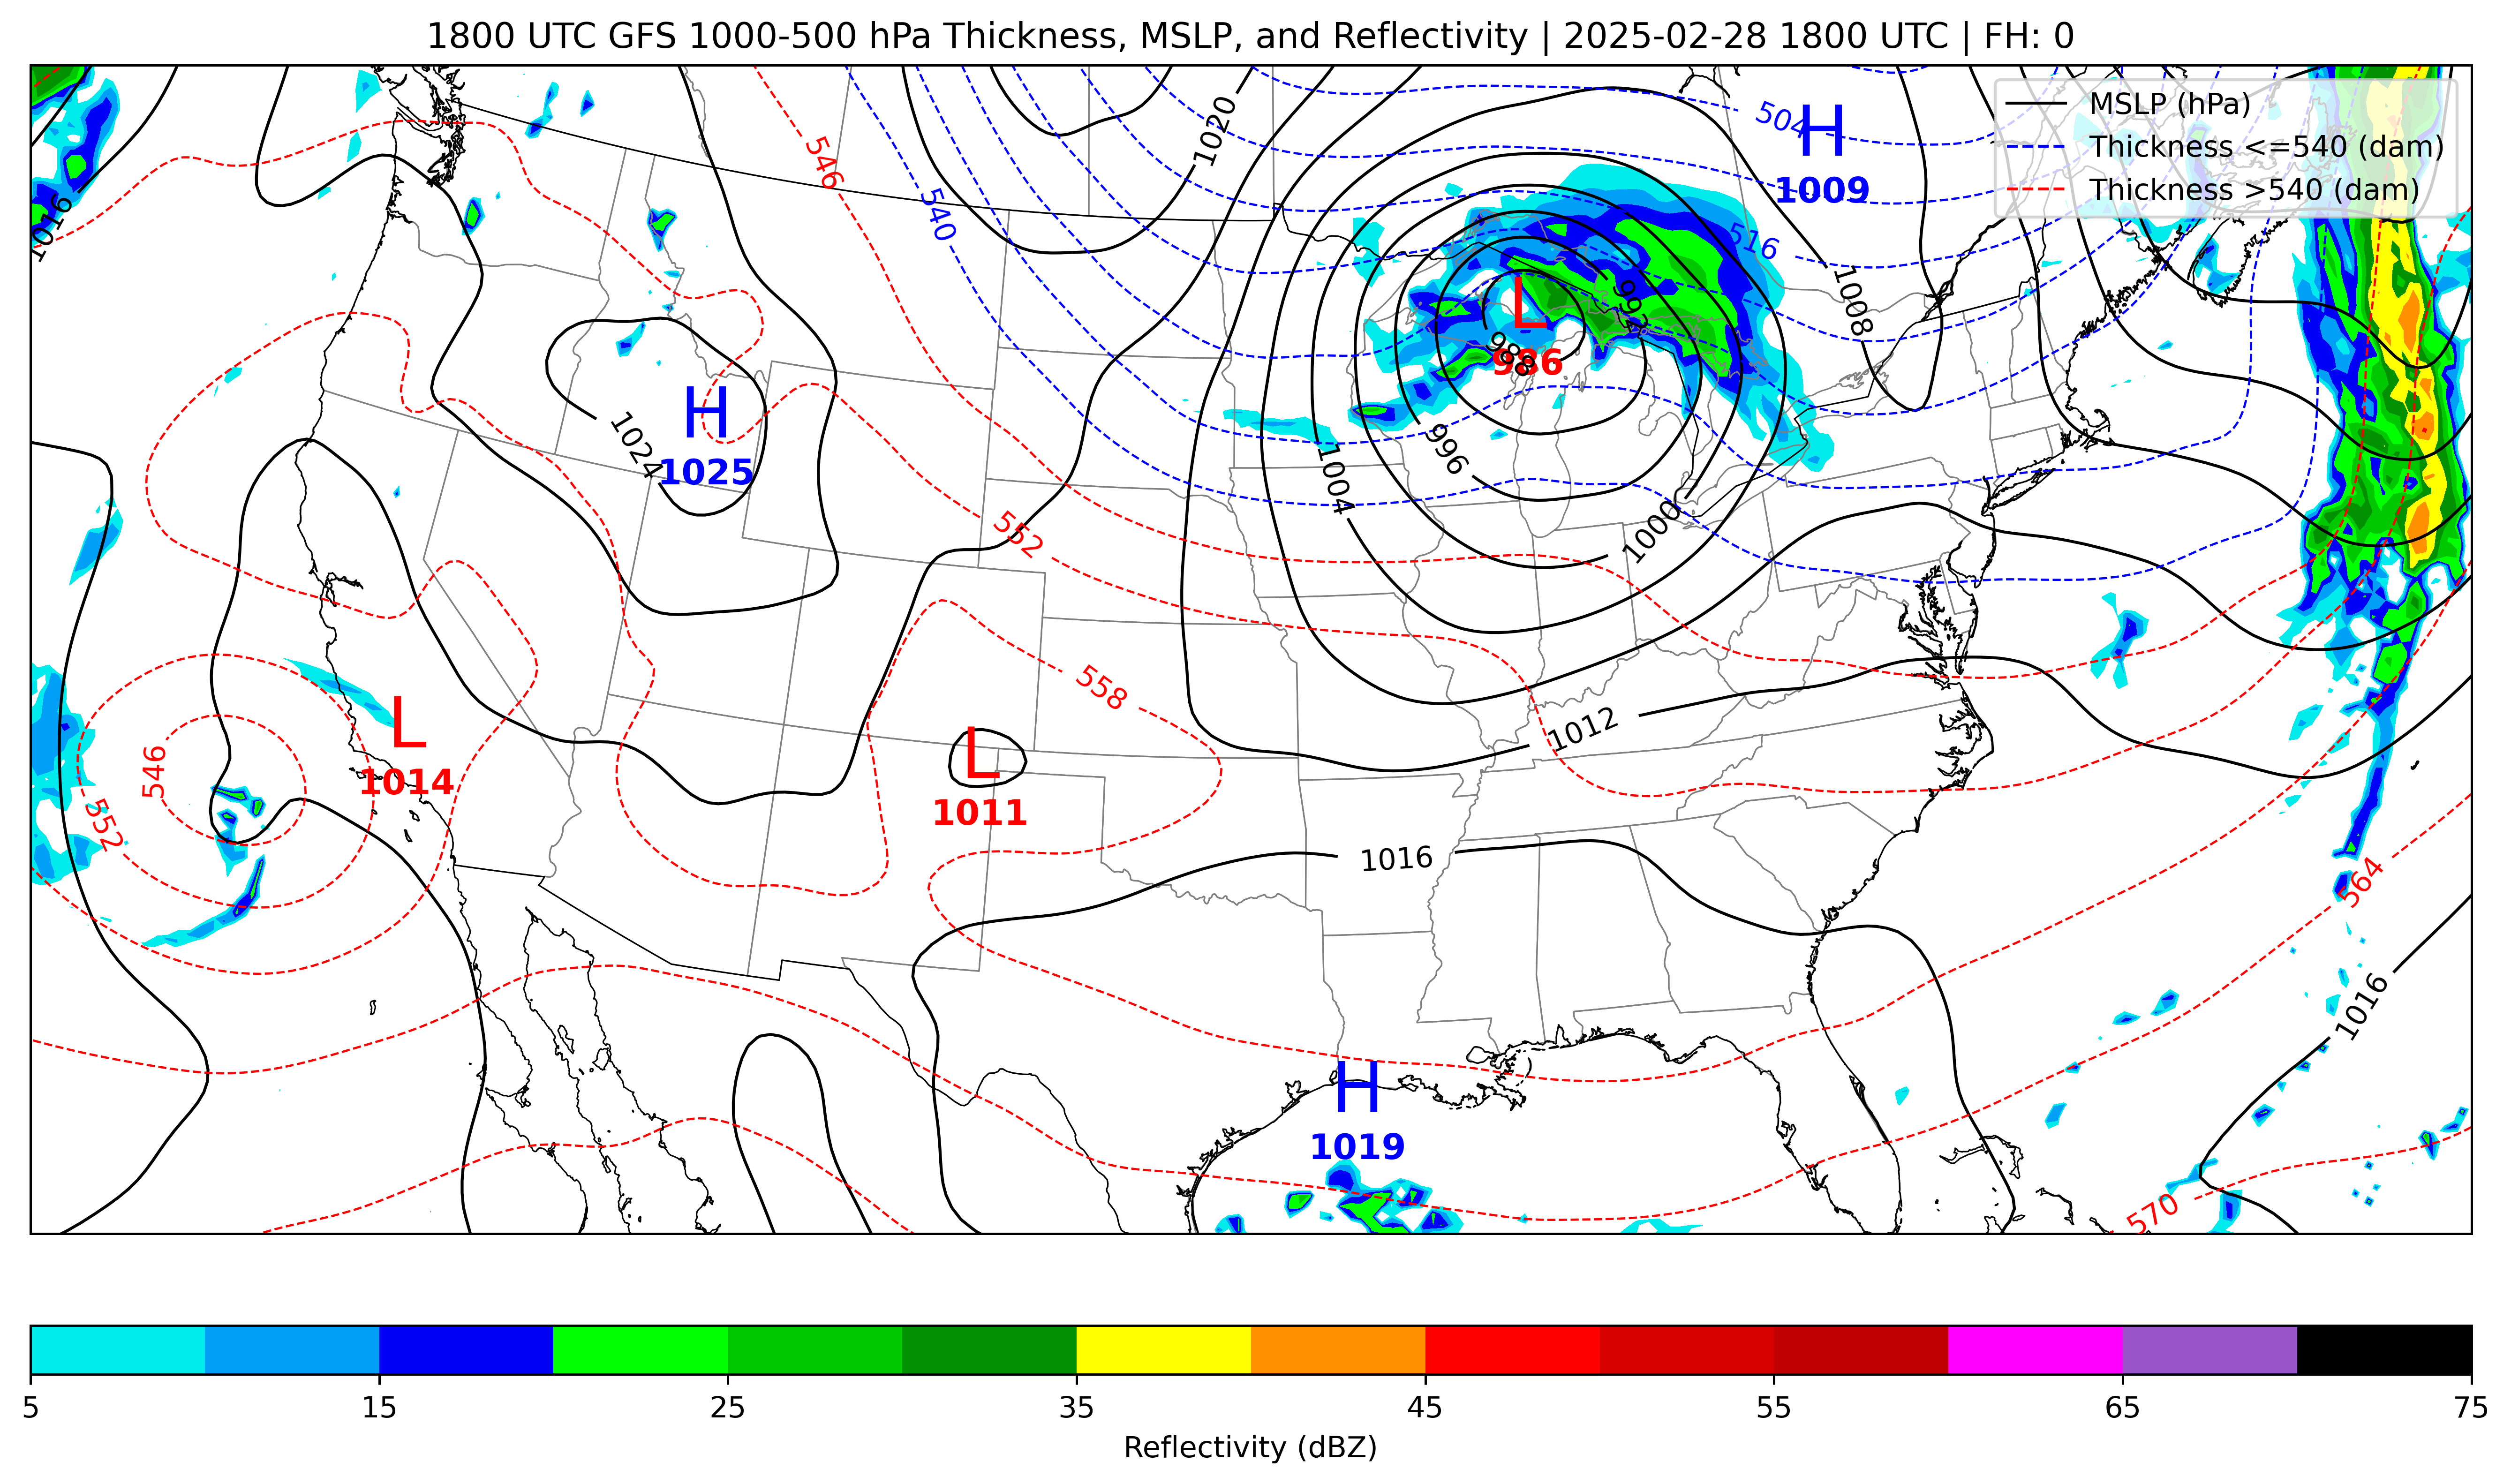 1800 UTC GFS 1000-500 hPa Thickness, MSLP, and Reflectivity | 2025-02-28 1800 UTC | FH: 0
MSLP (hPa)
Thickness <=540 (dam)
Thickness >540 (dam)
504
H
1009
1020
546
540
516
1016
1008
L
986
992
988
H
1025
1024
996
1004
1000
552
558
1012
L
1014
546
552
L
1011
1016
564
1016
H
1019
570
5 15 25 35 45 55 65 75
Reflectivity (dBZ)